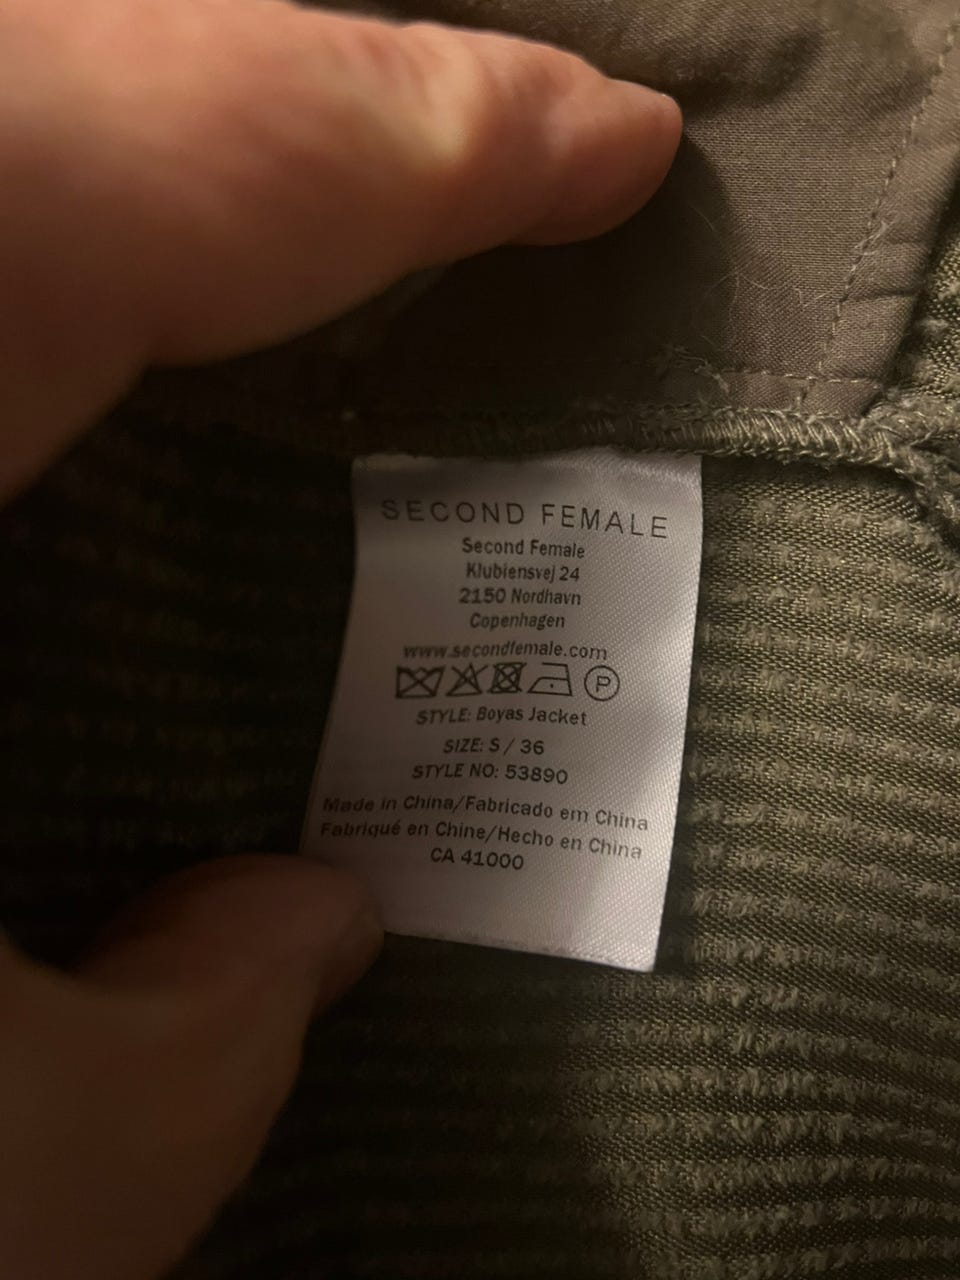 SECOND FEMALE
Second Female
Klubiensvej 24
2150 Nordhavn
Copenhagen
www.secondfemale.com
P
STYLE: Boyas Jacket
SIZE: S / 36
STYLE NO: 53890
Made in China/Fabricado em China
Fabriqué en Chine/Hecho en China
CA 41000